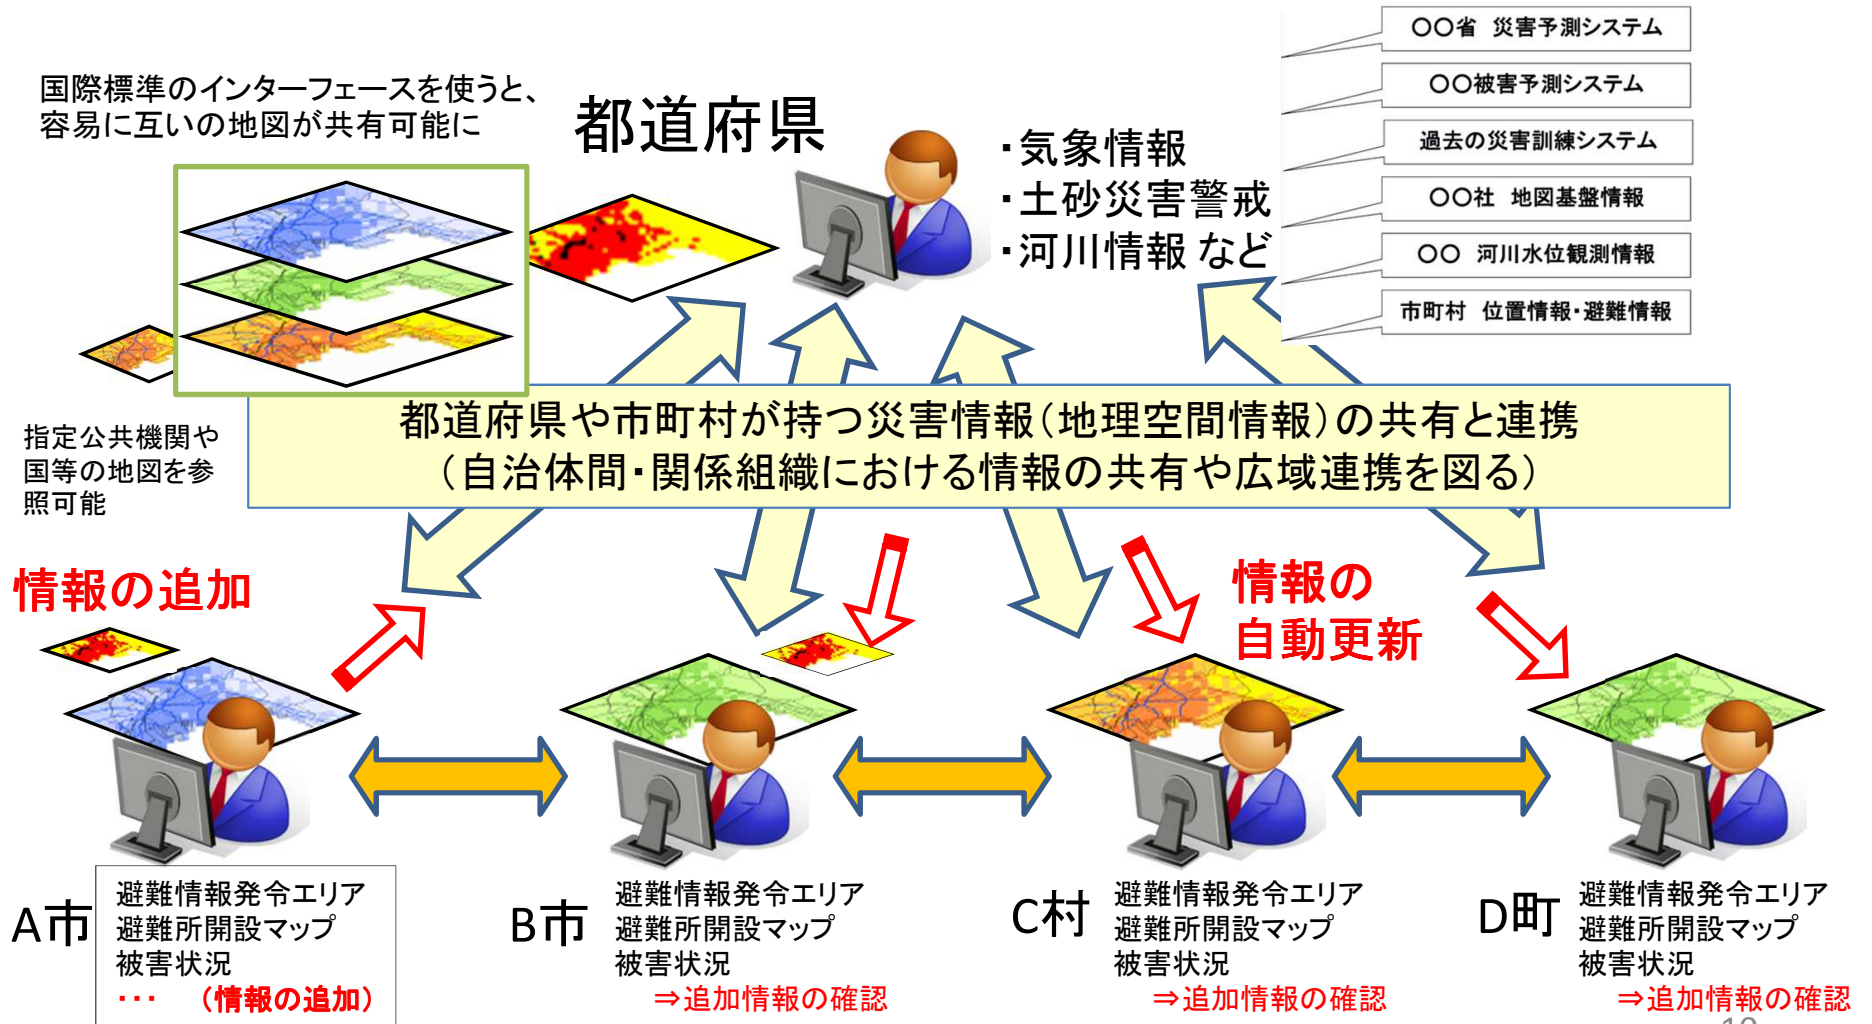 国際標準のインターフェースを使うと、
容易に互いの地図が共有可能に
都道府県
・気象情報
・土砂災害警戒
・河川情報 など
〇〇省 災害予測システム
〇〇被害予測システム
過去の災害訓練システム
〇〇社 地図基盤情報
〇〇 河川水位観測情報
市町村 位置情報・避難情報
指定公共機関や
国等の地図を参
照可能
都道府県や市町村が持つ災害情報（地理空間情報）の共有と連携
（自治体間・関係組織における情報の共有や広域連携を図る）
情報の追加
情報の
自動更新
A市
避難情報発令エリア
避難所開設マップ
被害状況
・・・ （情報の追加）
B市
避難情報発令エリア
避難所開設マップ
被害状況
⇒追加情報の確認
C村
避難情報発令エリア
避難所開設マップ
被害状況
⇒追加情報の確認
D町
避難情報発令エリア
避難所開設マップ
被害状況
⇒追加情報の確認